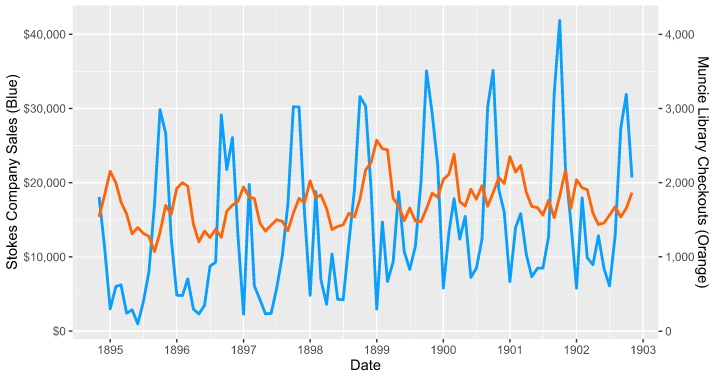 $40,000
$30,000
$20,000
$10,000
$0
Stokes Company Sales (Blue)
4,000
3,000
2,000
1,000
0
Muncie Library Checkouts (Orange)
1895 1896 1897 1898 1899 1900 1901 1902 1903
Date